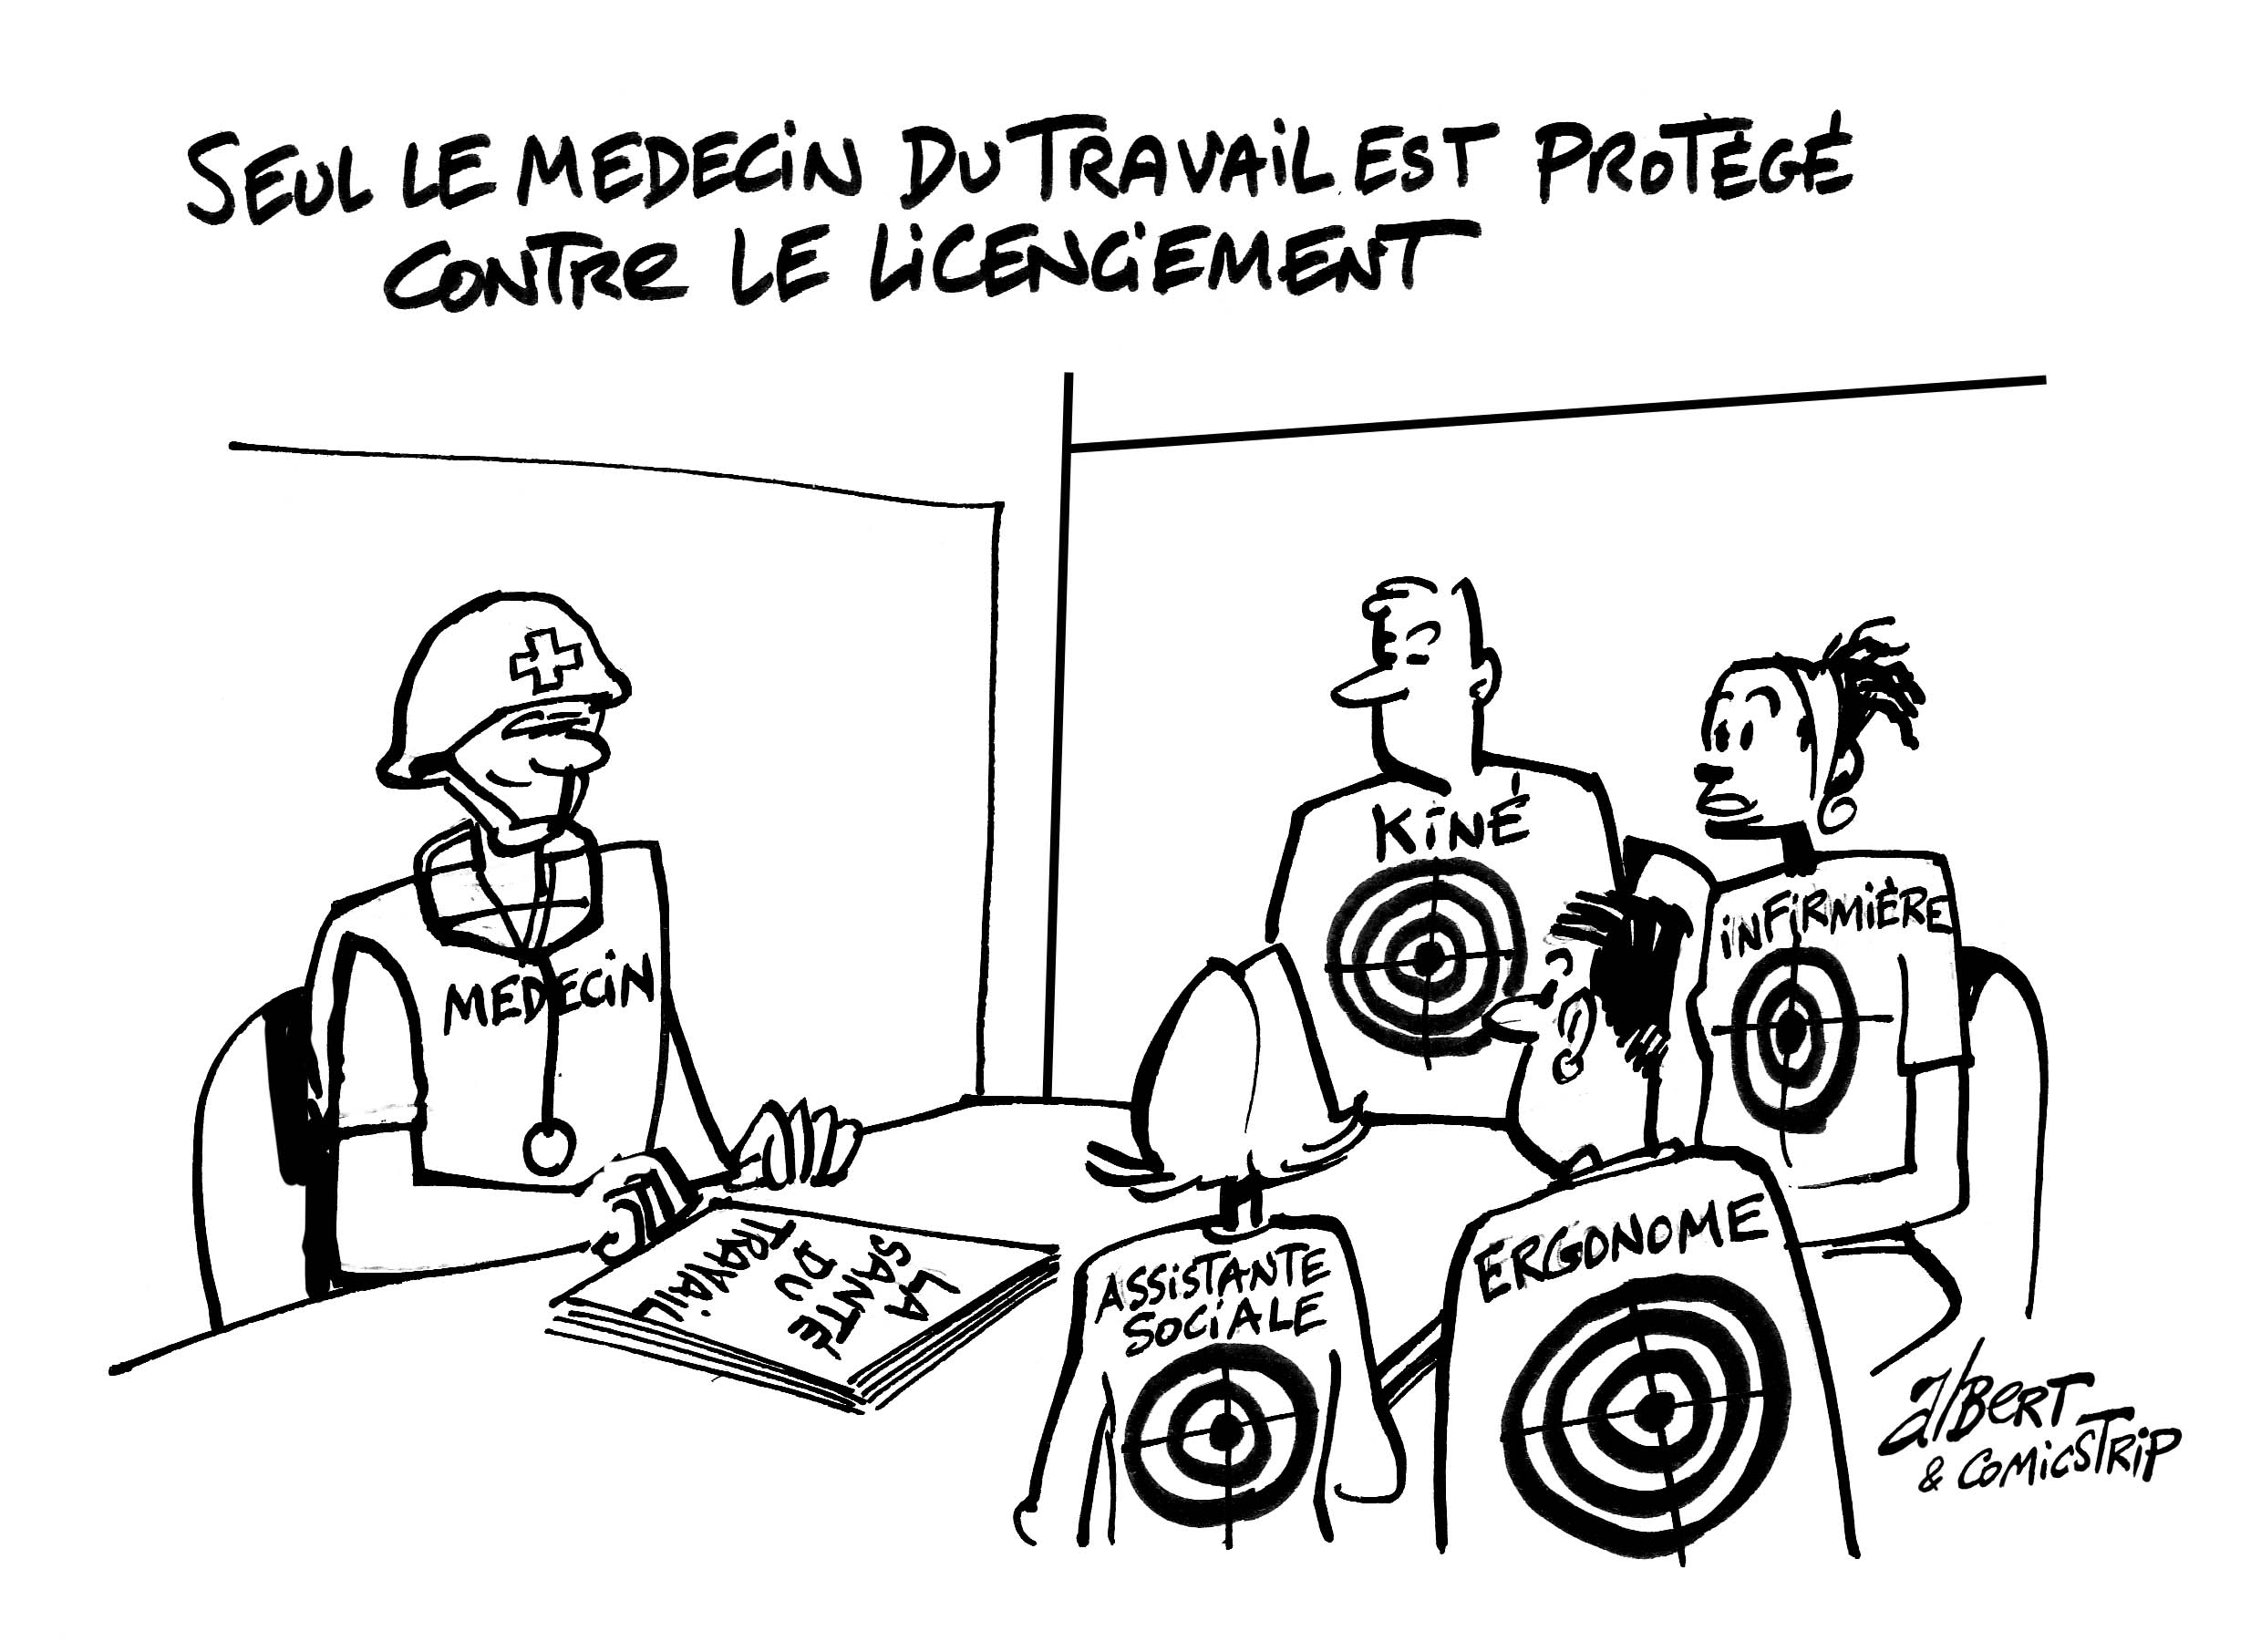 SEUL LE MEDECIN DU TRAVAIL EST PROTÉGÉ
CONTRE LE LICENCIEMENT
MEDECIN
KINÉ
INFIRMIÈRE
LA
SANTÉ
DU
TRAVAIL
ASSISTANTE
SOCIALE
ERGONOME
Albert
& COMICSTRIP